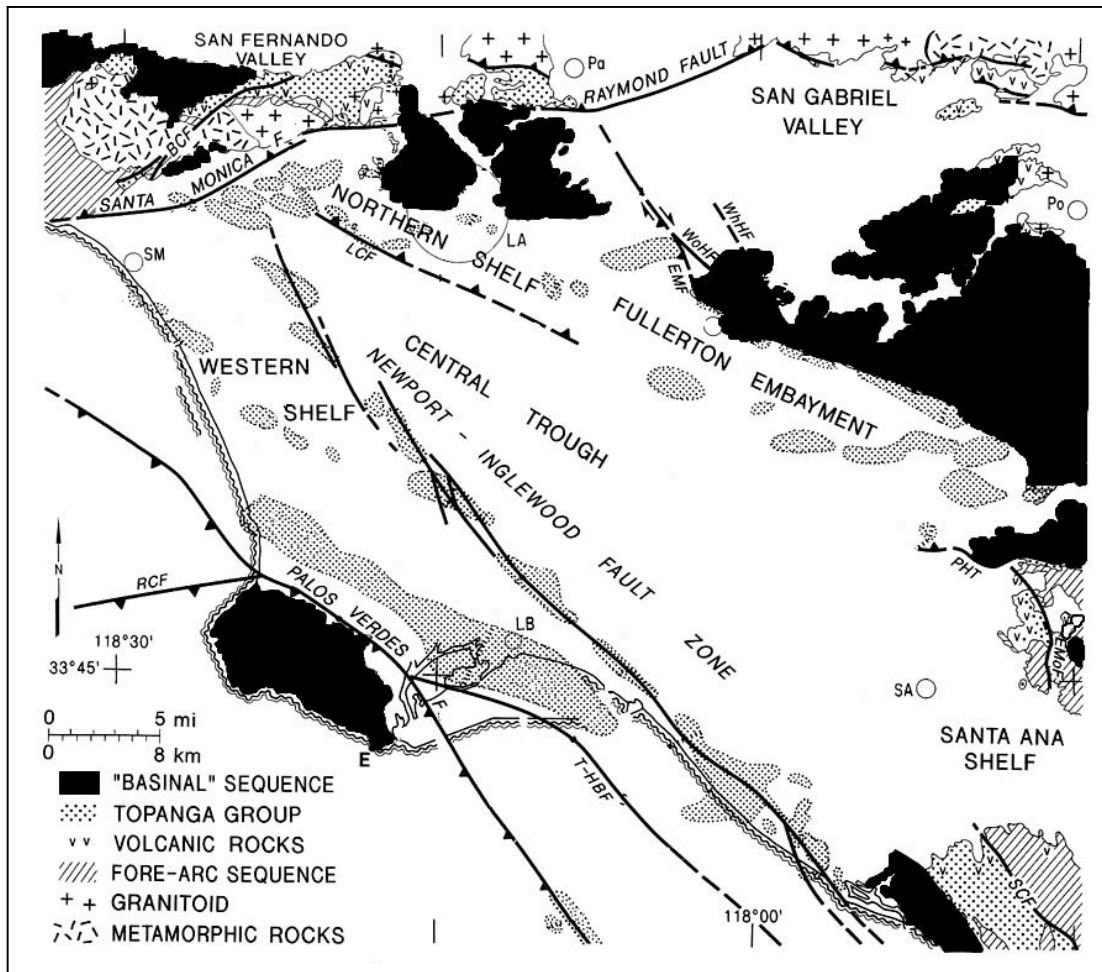 SAN FERNANDO
VALLEY
Pa
RAYMOND FAULT
SAN GABRIEL
VALLEY
BCF
SANTA MONICA F.
NORTHERN
SHELF
LA
LCF
WhHF
WoHF
EMF
Po
SM
FULLERTON
EMBAYMENT
WESTERN
SHELF
CENTRAL
TROUGH
NEWPORT - INGLEWOOD FAULT
ZONE
PHT
EMoF
N
RCF
PALOS VERDES
F.
LB
118°30'
33°45'
SA
SANTA ANA
SHELF
0 5 mi
0 8 km
E
T-HBF
"BASINAL" SEQUENCE
TOPANGA GROUP
VOLCANIC ROCKS
FORE-ARC SEQUENCE
GRANITOID
METAMORPHIC ROCKS
118°00'
SCF